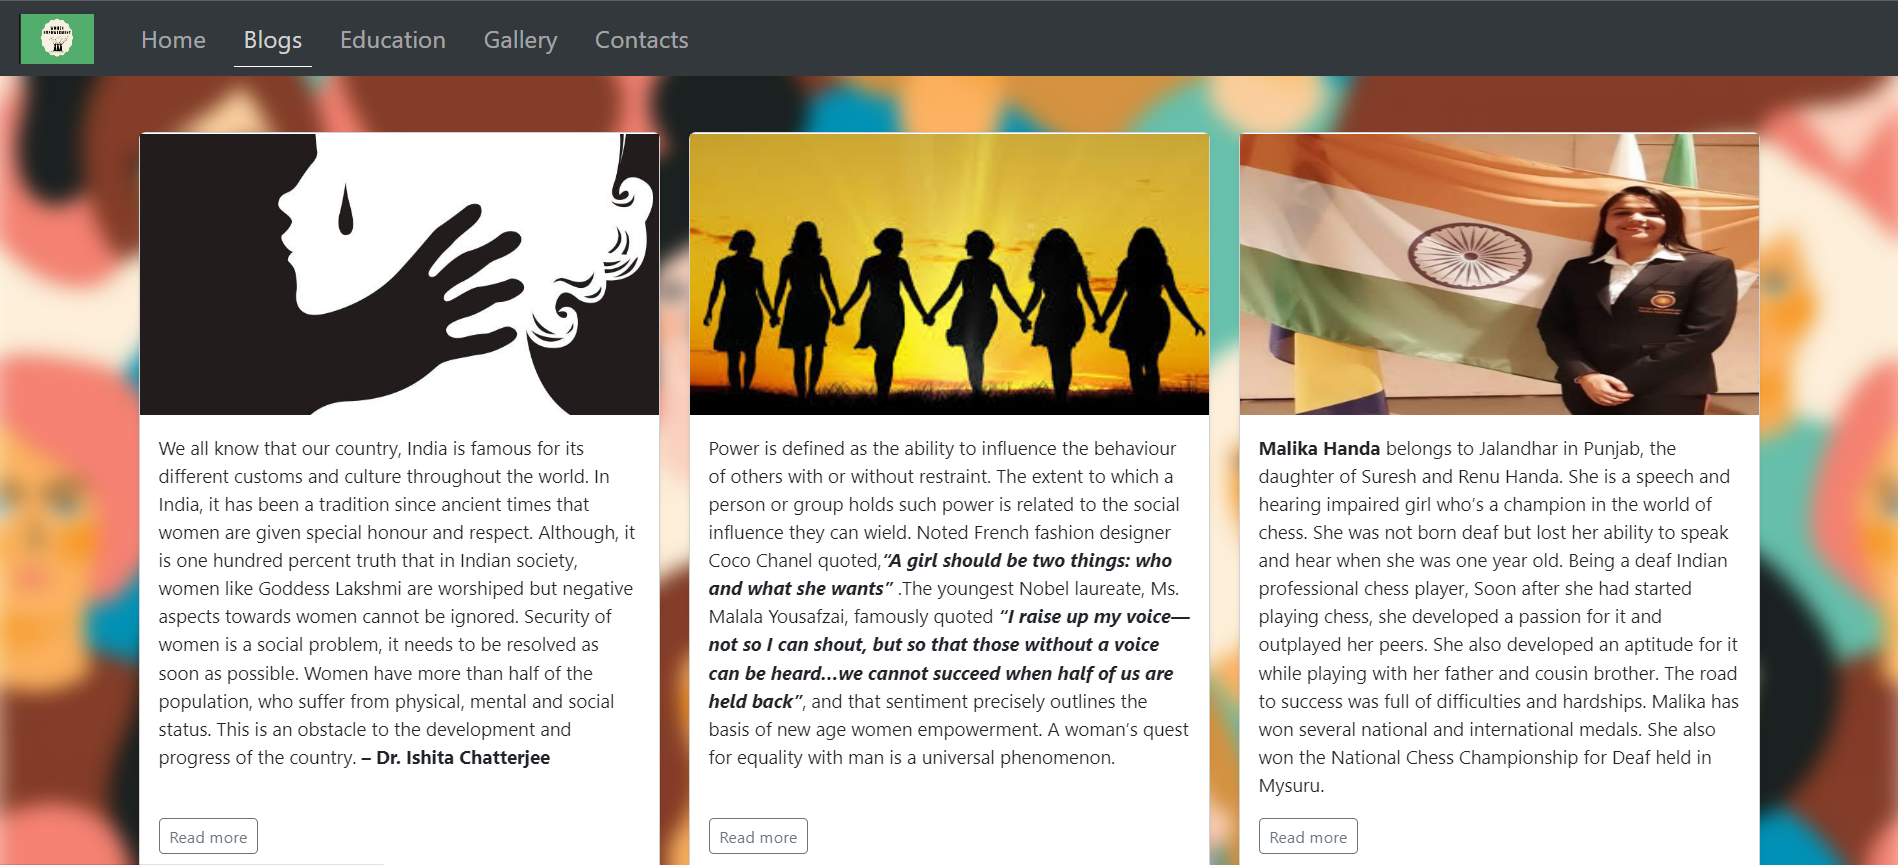 WOMEN
EMPOWERMENT
Home Blogs Education Gallery Contacts
We all know that our country, India is famous for its
different customs and culture throughout the world. In
India, it has been a tradition since ancient times that
women are given special honour and respect. Although, it
is one hundred percent truth that in Indian society,
women like Goddess Lakshmi are worshiped but negative
aspects towards women cannot be ignored. Security of
women is a social problem, it needs to be resolved as
soon as possible. Women have more than half of the
population, who suffer from physical, mental and social
status. This is an obstacle to the development and
progress of the country. – Dr. Ishita Chatterjee
Read more
Power is defined as the ability to influence the behaviour
of others with or without restraint. The extent to which a
person or group holds such power is related to the social
influence they can wield. Noted French fashion designer
Coco Chanel quoted,“A girl should be two things: who
and what she wants” .The youngest Nobel laureate, Ms.
Malala Yousafzai, famously quoted “I raise up my voice—
not so I can shout, but so that those without a voice
can be heard…we cannot succeed when half of us are
held back”, and that sentiment precisely outlines the
basis of new age women empowerment. A woman’s quest
for equality with man is a universal phenomenon.
Read more
Malika Handa belongs to Jalandhar in Punjab, the
daughter of Suresh and Renu Handa. She is a speech and
hearing impaired girl who’s a champion in the world of
chess. She was not born deaf but lost her ability to speak
and hear when she was one year old. Being a deaf Indian
professional chess player, Soon after she had started
playing chess, she developed a passion for it and
outplayed her peers. She also developed an aptitude for it
while playing with her father and cousin brother. The road
to success was full of difficulties and hardships. Malika has
won several national and international medals. She also
won the National Chess Championship for Deaf held in
Mysuru.
Read more